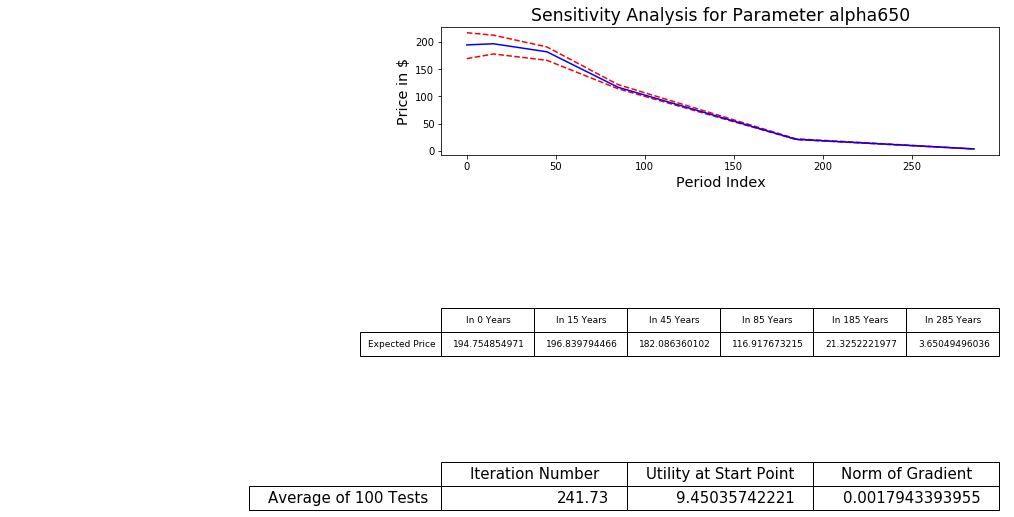 Sensitivity Analysis for Parameter alpha650
Price in $
200
150
100
50
0
0 50 100 150 200 250
Period Index
In 0 Years In 15 Years In 45 Years In 85 Years In 185 Years In 285 Years
Expected Price 194.754854971 196.839794466 182.086360102 116.917673215 21.3252221977 3.65049496036
Iteration Number Utility at Start Point Norm of Gradient
Average of 100 Tests 241.73 9.45035742221 0.0017943393955